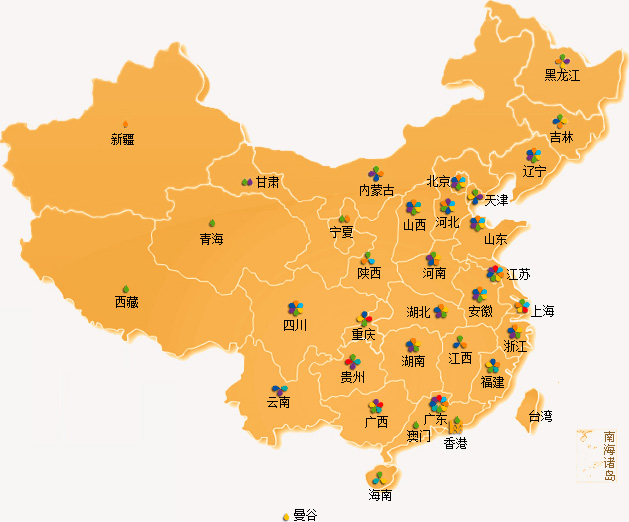 黑龙江
吉林
新疆
辽宁
甘肃
北京
内蒙古
天津
山西
河北
宁夏
青海
山东
陕西
河南
江苏
西藏
湖北
安徽
上海
四川
重庆
浙江
湖南
江西
贵州
福建
云南
广西
广东
台湾
澳门
香港
南海诸岛
海南
曼谷